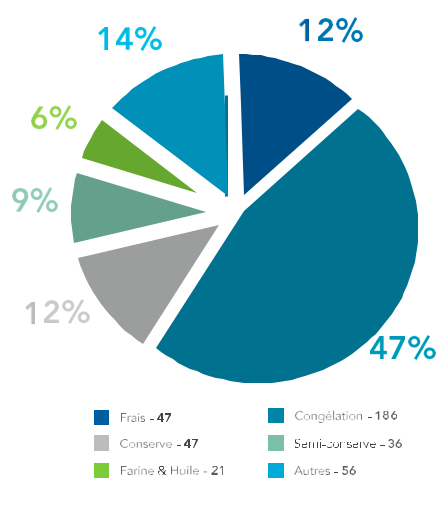 12%
14%
6%
9%
12%
47%
Frais - 47
Congélation - 186
Conserve - 47
Semi-conserve - 36
Farine & Huile - 21
Autres - 56